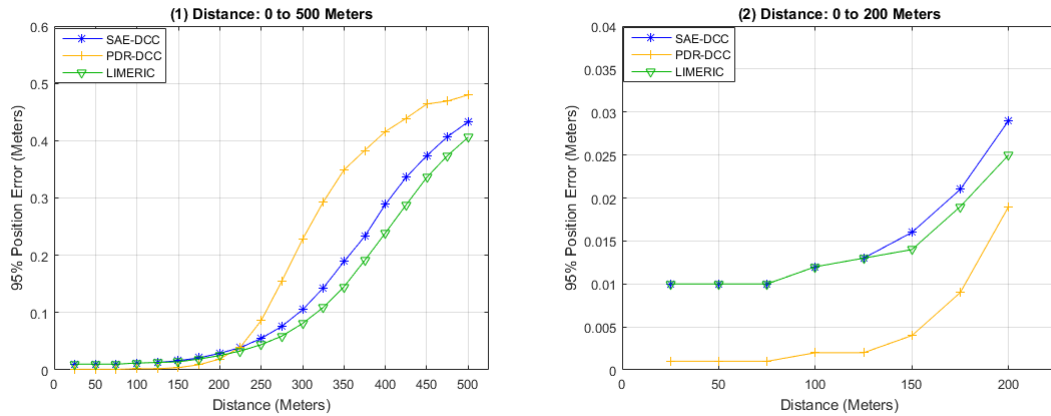 (1) Distance: 0 to 500 Meters
0.6
0.5
0.4
0.3
0.2
0.1
0
95% Position Error (Meters)
SAE-DCC
PDR-DCC
LIMERIC
0 50 100 150 200 250 300 350 400 450 500
Distance (Meters)
(2) Distance: 0 to 200 Meters
0.04
0.035
0.03
0.025
0.02
0.015
0.01
0.005
0
95% Position Error (Meters)
SAE-DCC
PDR-DCC
LIMERIC
0 50 100 150 200
Distance (Meters)